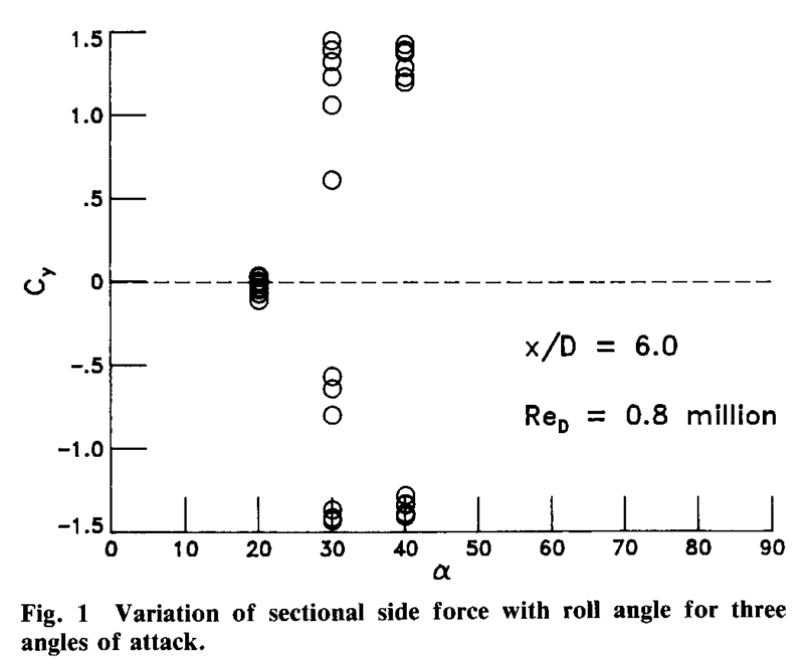 1.5
1.0
.5
0
-.5
-1.0
-1.5
C_y
x/D = 6.0
Re_D = 0.8 million
0 10 20 30 40 50 60 70 80 90
α
Fig. 1 Variation of sectional side force with roll angle for three
angles of attack.